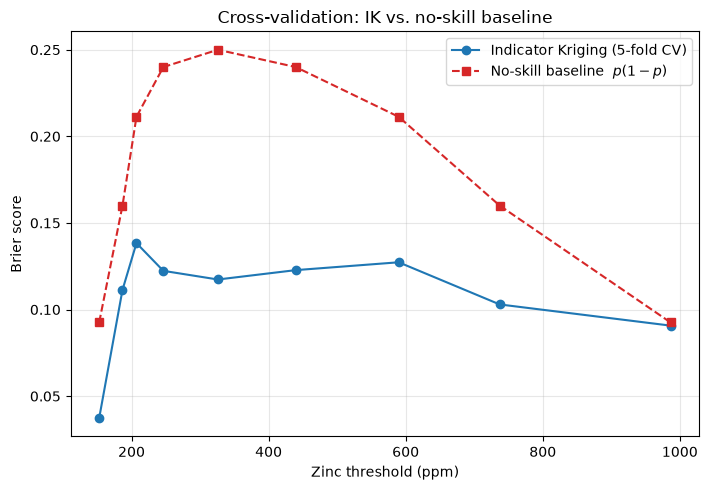 Cross-validation: IK vs. no-skill baseline
Indicator Kriging (5-fold CV)
No-skill baseline p(1 − p)
Brier score
0.25
0.20
0.15
0.10
0.05
200 400 600 800 1000
Zinc threshold (ppm)